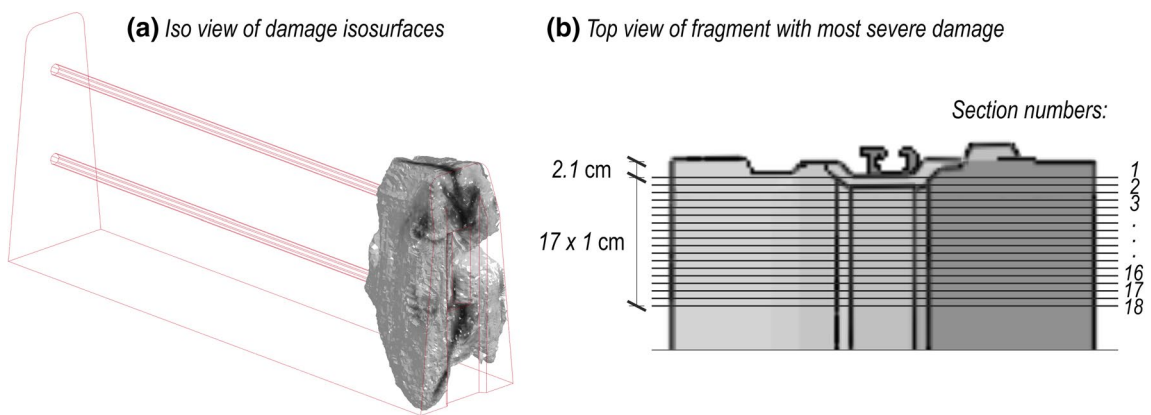 (a) Iso view of damage isosurfaces
(b) Top view of fragment with most severe damage
Section numbers:
2.1 cm
17 x 1 cm
1
2
3
.
.
.
16
17
18